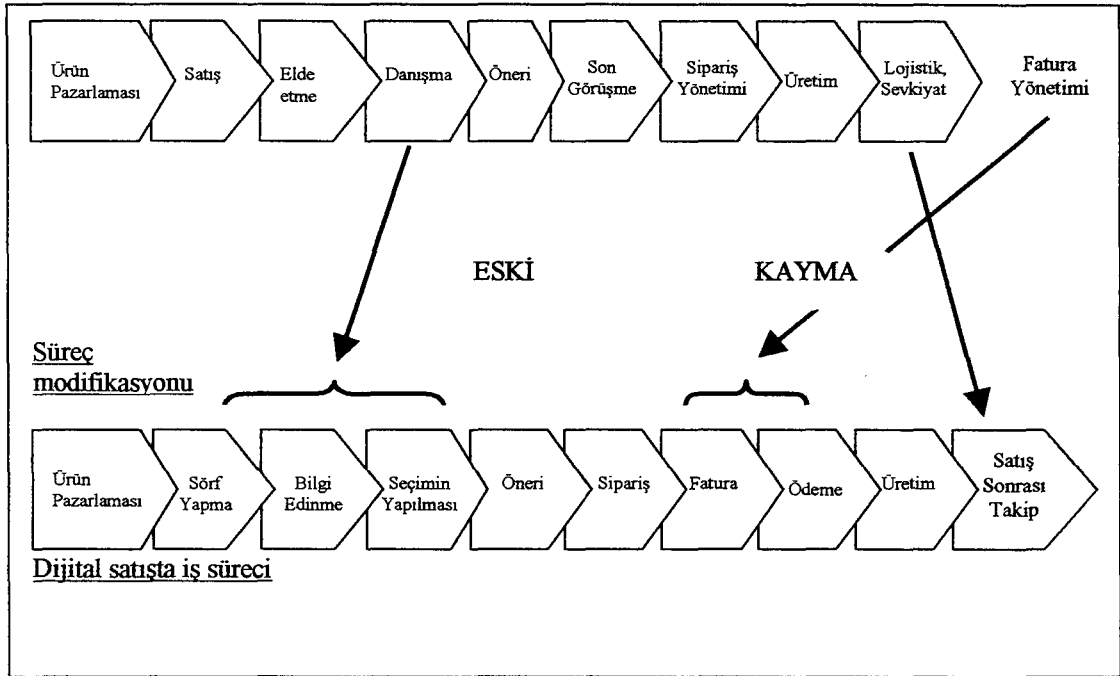 Ürün
Pazarlaması
Satış
Elde
etme
Danışma
Öneri
Son
Görüşme
Sipariş
Yönetimi
Üretim
Lojistik,
Sevkiyat
Fatura
Yönetimi
ESKİ
KAYMA
Süreç
modifikasyonu
Ürün
Pazarlaması
Sörf
Yapma
Bilgi
Edinme
Seçimin
Yapılması
Öneri
Sipariş
Fatura
Ödeme
Üretim
Satış
Sonrası
Takip
Dijital satışta iş süreci